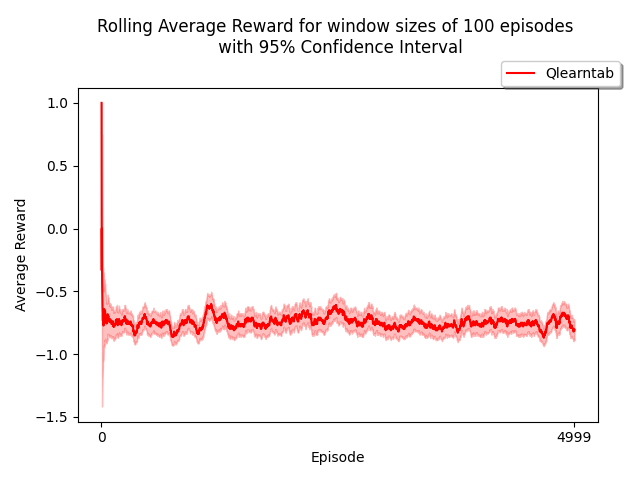 Rolling Average Reward for window sizes of 100 episodes
with 95% Confidence Interval
Qlearntab
1.0
0.5
0.0
−0.5
−1.0
−1.5
Average Reward
0
4999
Episode